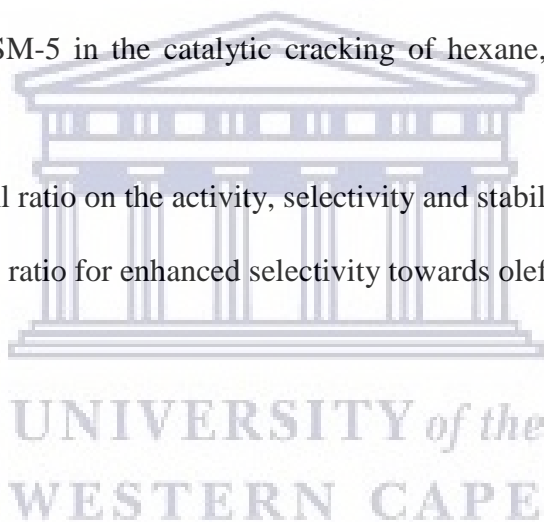 SM-5 in the catalytic cracking of hexane,
l ratio on the activity, selectivity and stabil
ratio for enhanced selectivity towards olef
UNIVERSITY of the
WESTERN CAPE